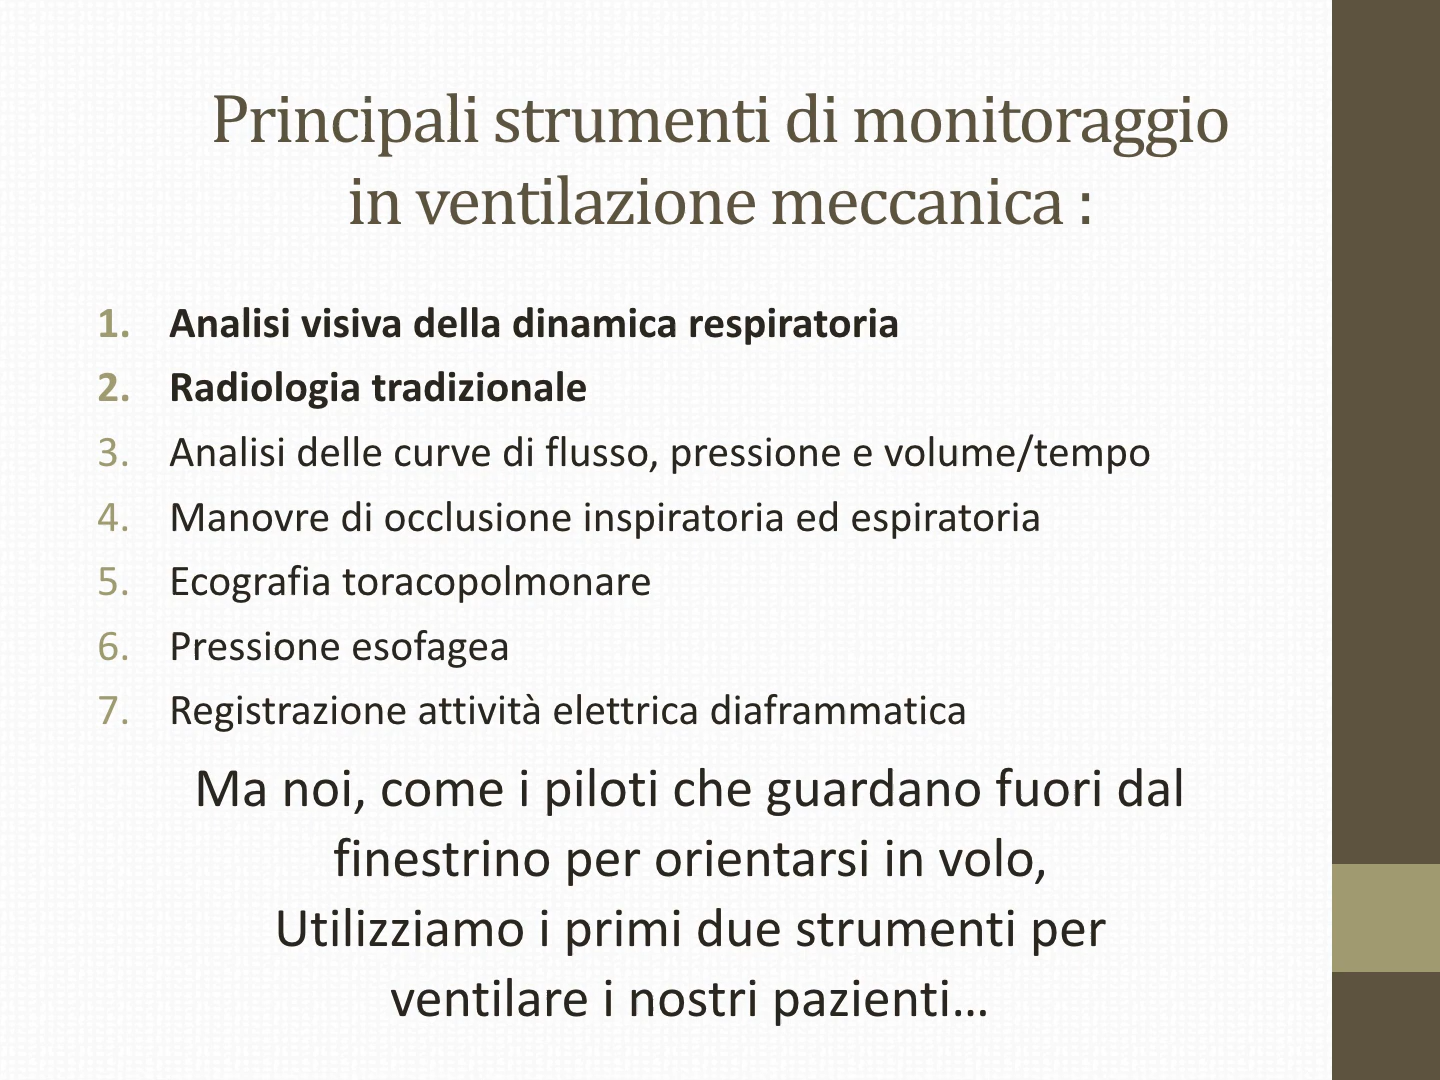 Principali strumenti di monitoraggio
in ventilazione meccanica :
1. Analisi visiva della dinamica respiratoria
2. Radiologia tradizionale
3. Analisi delle curve di flusso, pressione e volume/tempo
4. Manovre di occlusione inspiratoria ed espiratoria
5. Ecografia toracopolmonare
6. Pressione esofagea
7. Registrazione attività elettrica diaframmatica
Ma noi, come i piloti che guardano fuori dal
finestrino per orientarsi in volo,
Utilizziamo i primi due strumenti per
ventilare i nostri pazienti…